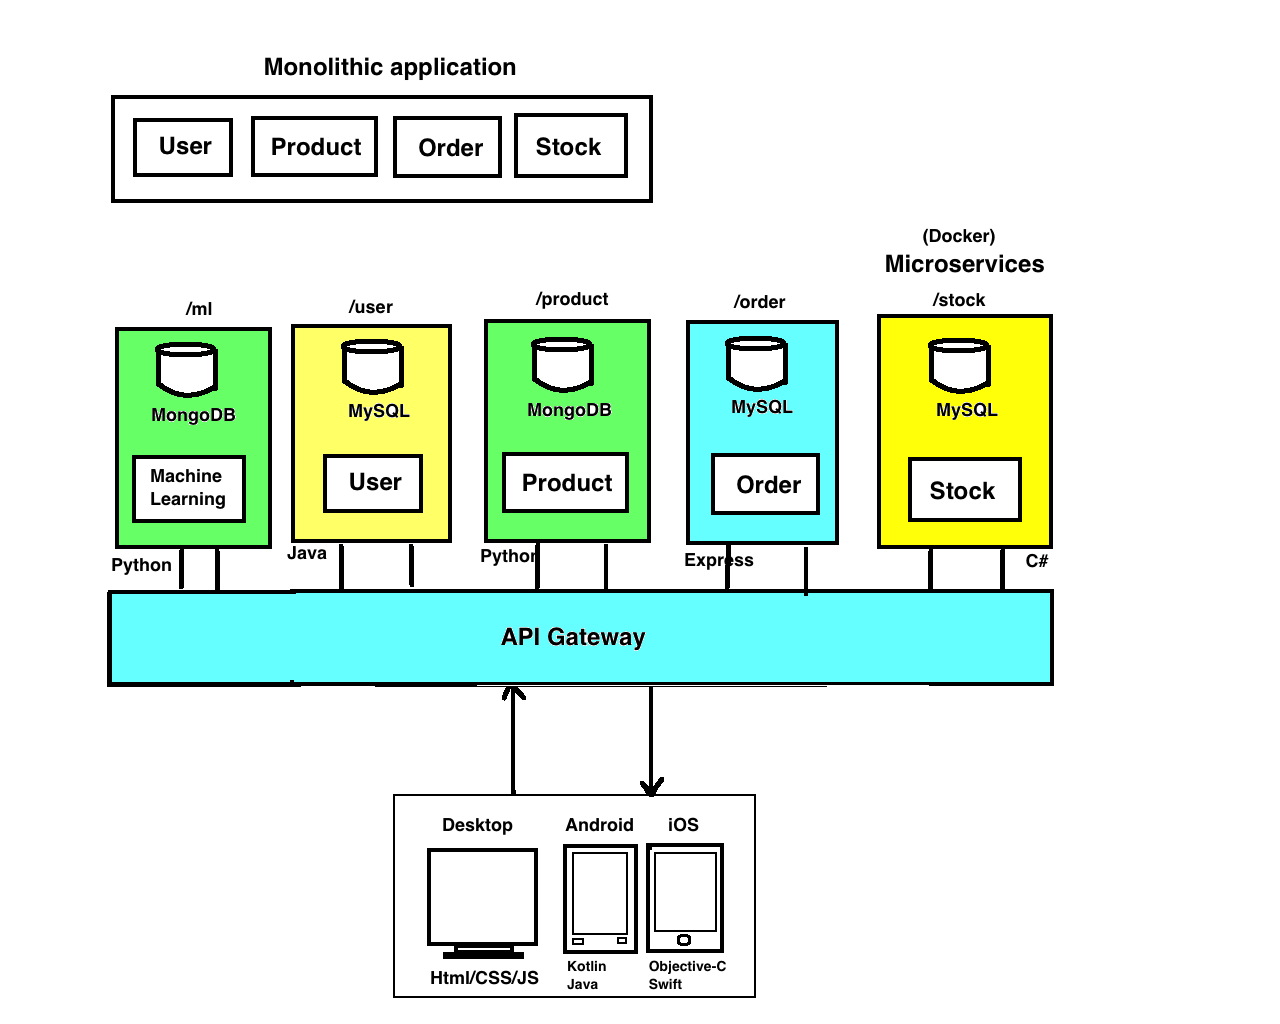 Monolithic application
User
Product
Order
Stock
(Docker)
Microservices
/ml
/user
/product
/order
/stock
MongoDB
MySQL
MongoDB
MySQL
MySQL
Machine
Learning
User
Product
Order
Stock
Python
Java
Python
Express
C#
API Gateway
Desktop
Android
iOS
Html/CSS/JS
Kotlin
Java
Objective-C
Swift